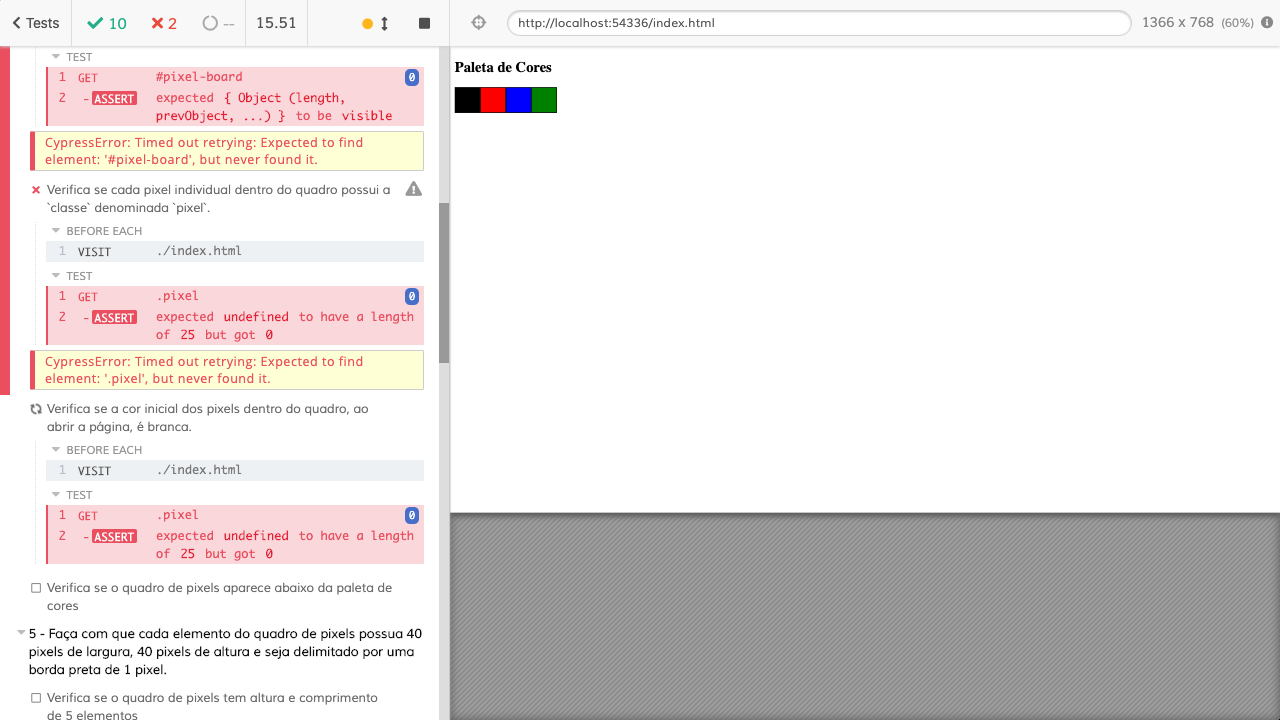 Tests 10 2 -- 15.51 http://localhost:54336/index.html 1366 x 768 (60%)
TEST
1 GET #pixel-board 0
2 -ASSERT expected { Object (length,
prevObject, ...) } to be visible
CypressError: Timed out retrying: Expected to find
element: '#pixel-board', but never found it.
Verifica se cada pixel individual dentro do quadro possui a
`classe` denominada `pixel`.
BEFORE EACH
1 VISIT ./index.html
TEST
1 GET .pixel 0
2 -ASSERT expected undefined to have a length
of 25 but got 0
CypressError: Timed out retrying: Expected to find
element: '.pixel', but never found it.
Verifica se a cor inicial dos pixels dentro do quadro, ao
abrir a página, é branca.
BEFORE EACH
1 VISIT ./index.html
TEST
1 GET .pixel 0
2 -ASSERT expected undefined to have a length
of 25 but got 0
Verifica se o quadro de pixels aparece abaixo da paleta de
cores
5 - Faça com que cada elemento do quadro de pixels possua 40
pixels de largura, 40 pixels de altura e seja delimitado por uma
borda preta de 1 pixel.
Verifica se o quadro de pixels tem altura e comprimento
de 5 elementos
Paleta de Cores